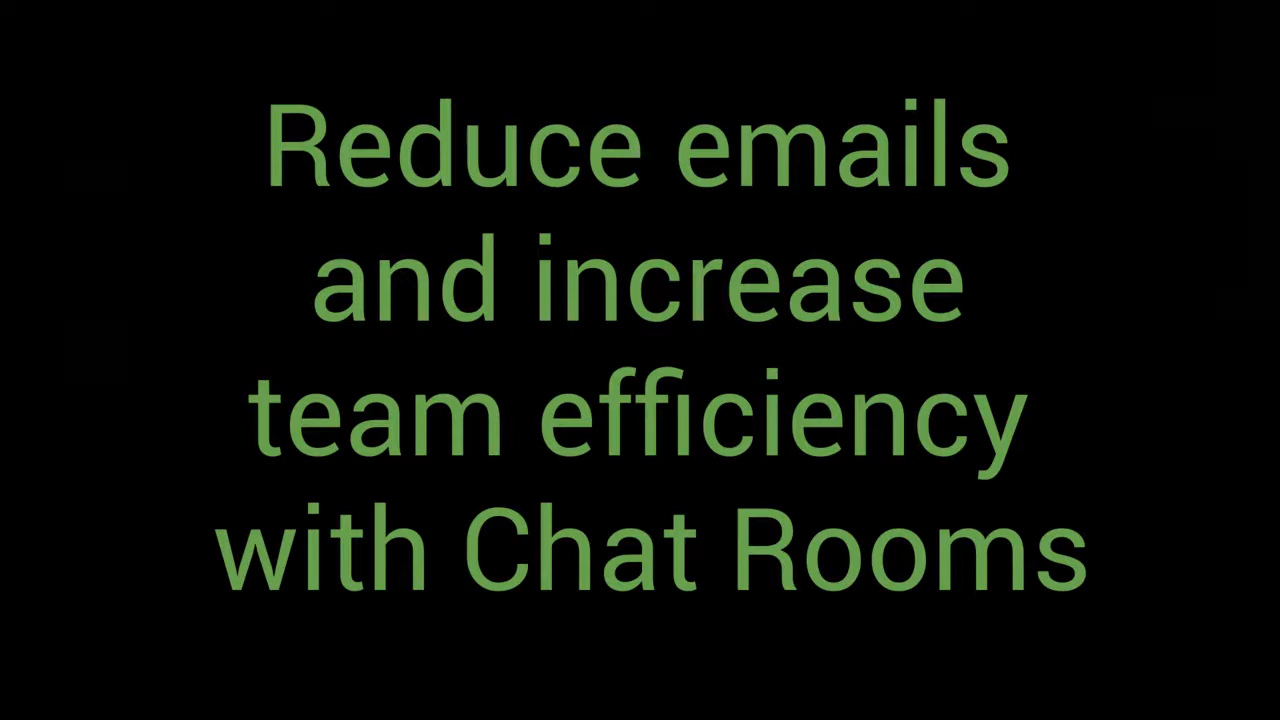 Reduce emails
and increase
team efficiency
with Chat Rooms